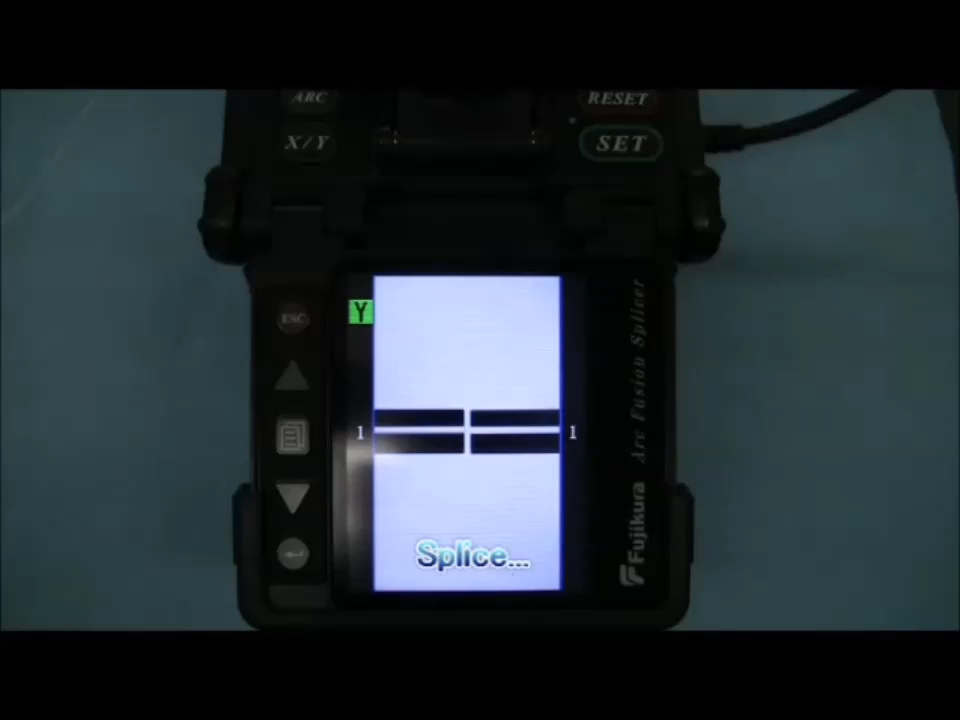 ARC
RESET
X/Y
SET
ESC
Y
1
1
Splice...
Fujikura Arc Fusion Splicer